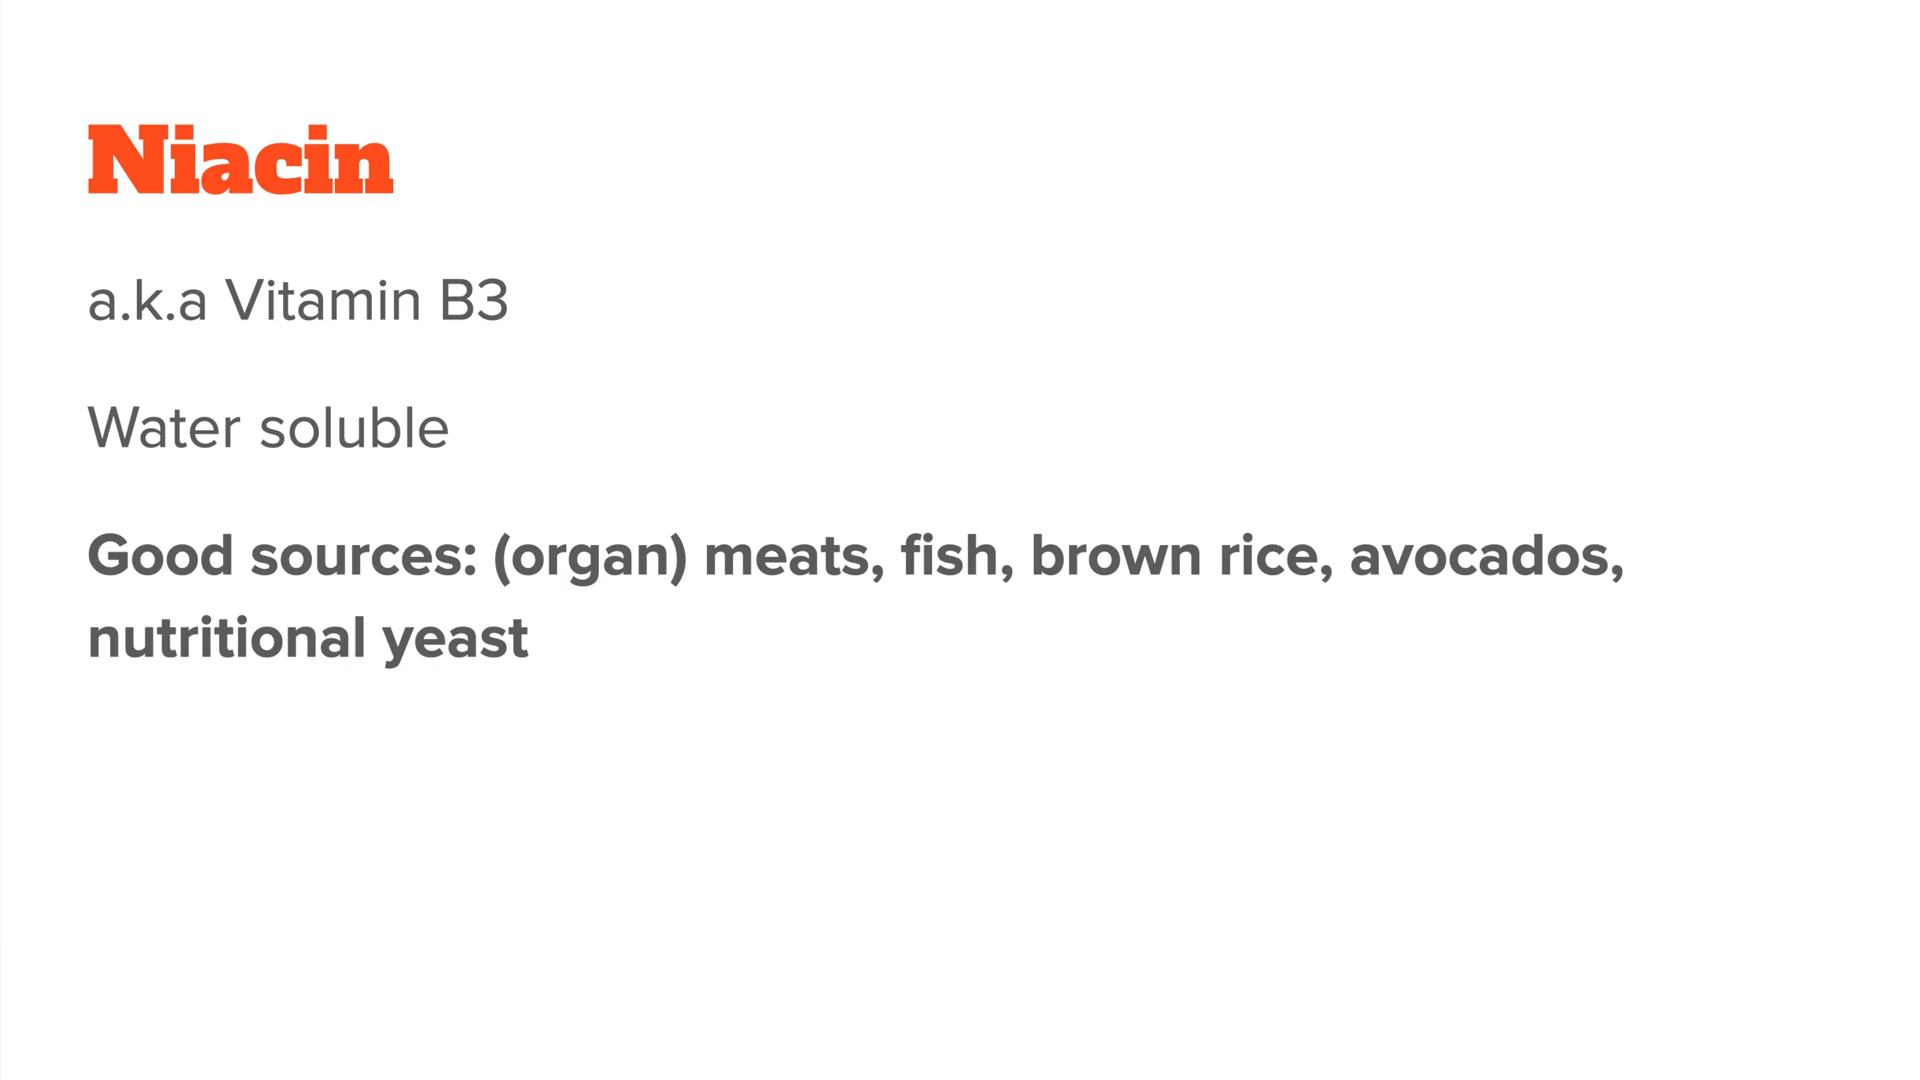 Niacin
a.k.a Vitamin B3
Water soluble
Good sources: (organ) meats, fish, brown rice, avocados,
nutritional yeast